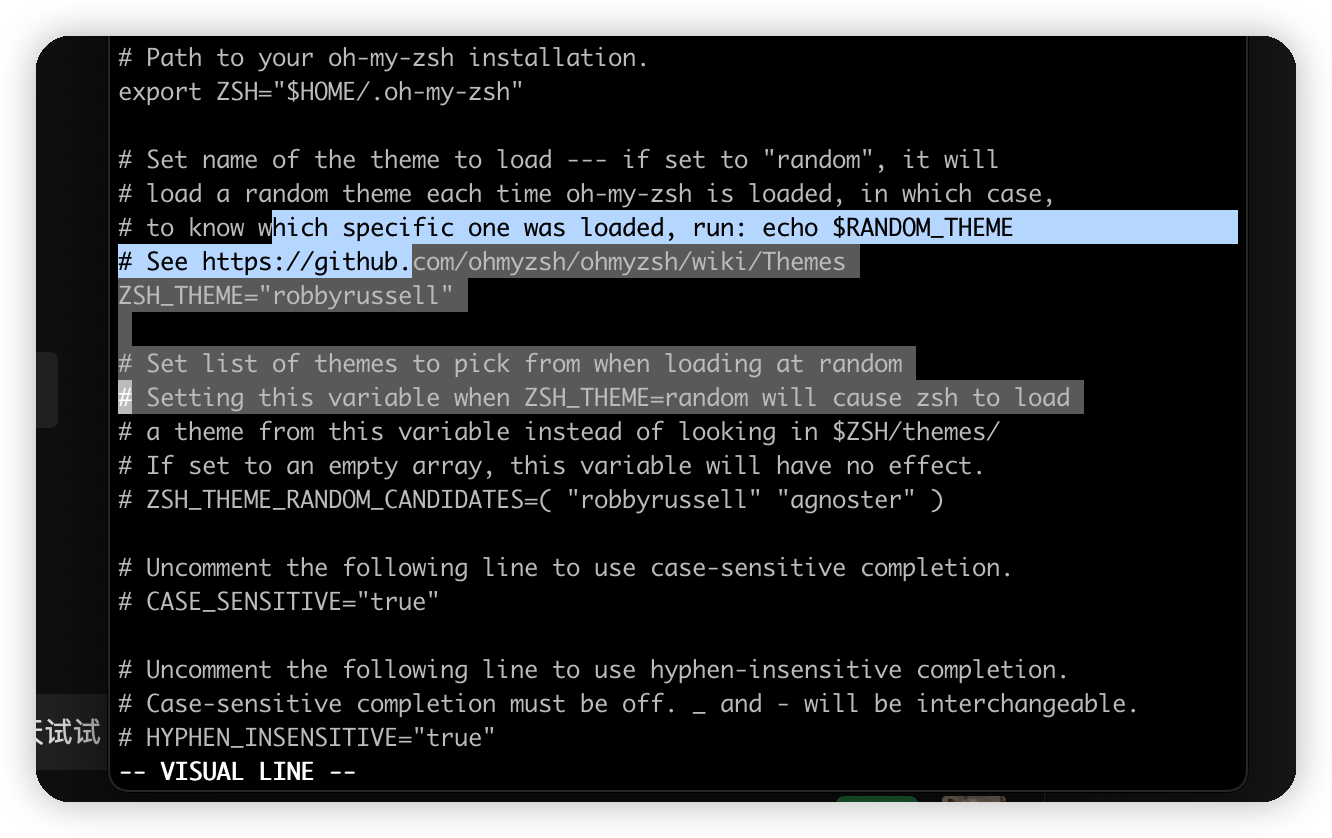 # Path to your oh-my-zsh installation.
export ZSH="$HOME/.oh-my-zsh"
# Set name of the theme to load --- if set to "random", it will
# load a random theme each time oh-my-zsh is loaded, in which case,
# to know which specific one was loaded, run: echo $RANDOM_THEME
# See https://github.com/ohmyzsh/ohmyzsh/wiki/Themes
ZSH_THEME="robbyrussell"
# Set list of themes to pick from when loading at random
# Setting this variable when ZSH_THEME=random will cause zsh to load
# a theme from this variable instead of looking in $ZSH/themes/
# If set to an empty array, this variable will have no effect.
# ZSH_THEME_RANDOM_CANDIDATES=( "robbyrussell" "agnoster" )
# Uncomment the following line to use case-sensitive completion.
# CASE_SENSITIVE="true"
# Uncomment the following line to use hyphen-insensitive completion.
# Case-sensitive completion must be off. _ and - will be interchangeable.
试试
# HYPHEN_INSENSITIVE="true"
-- VISUAL LINE --